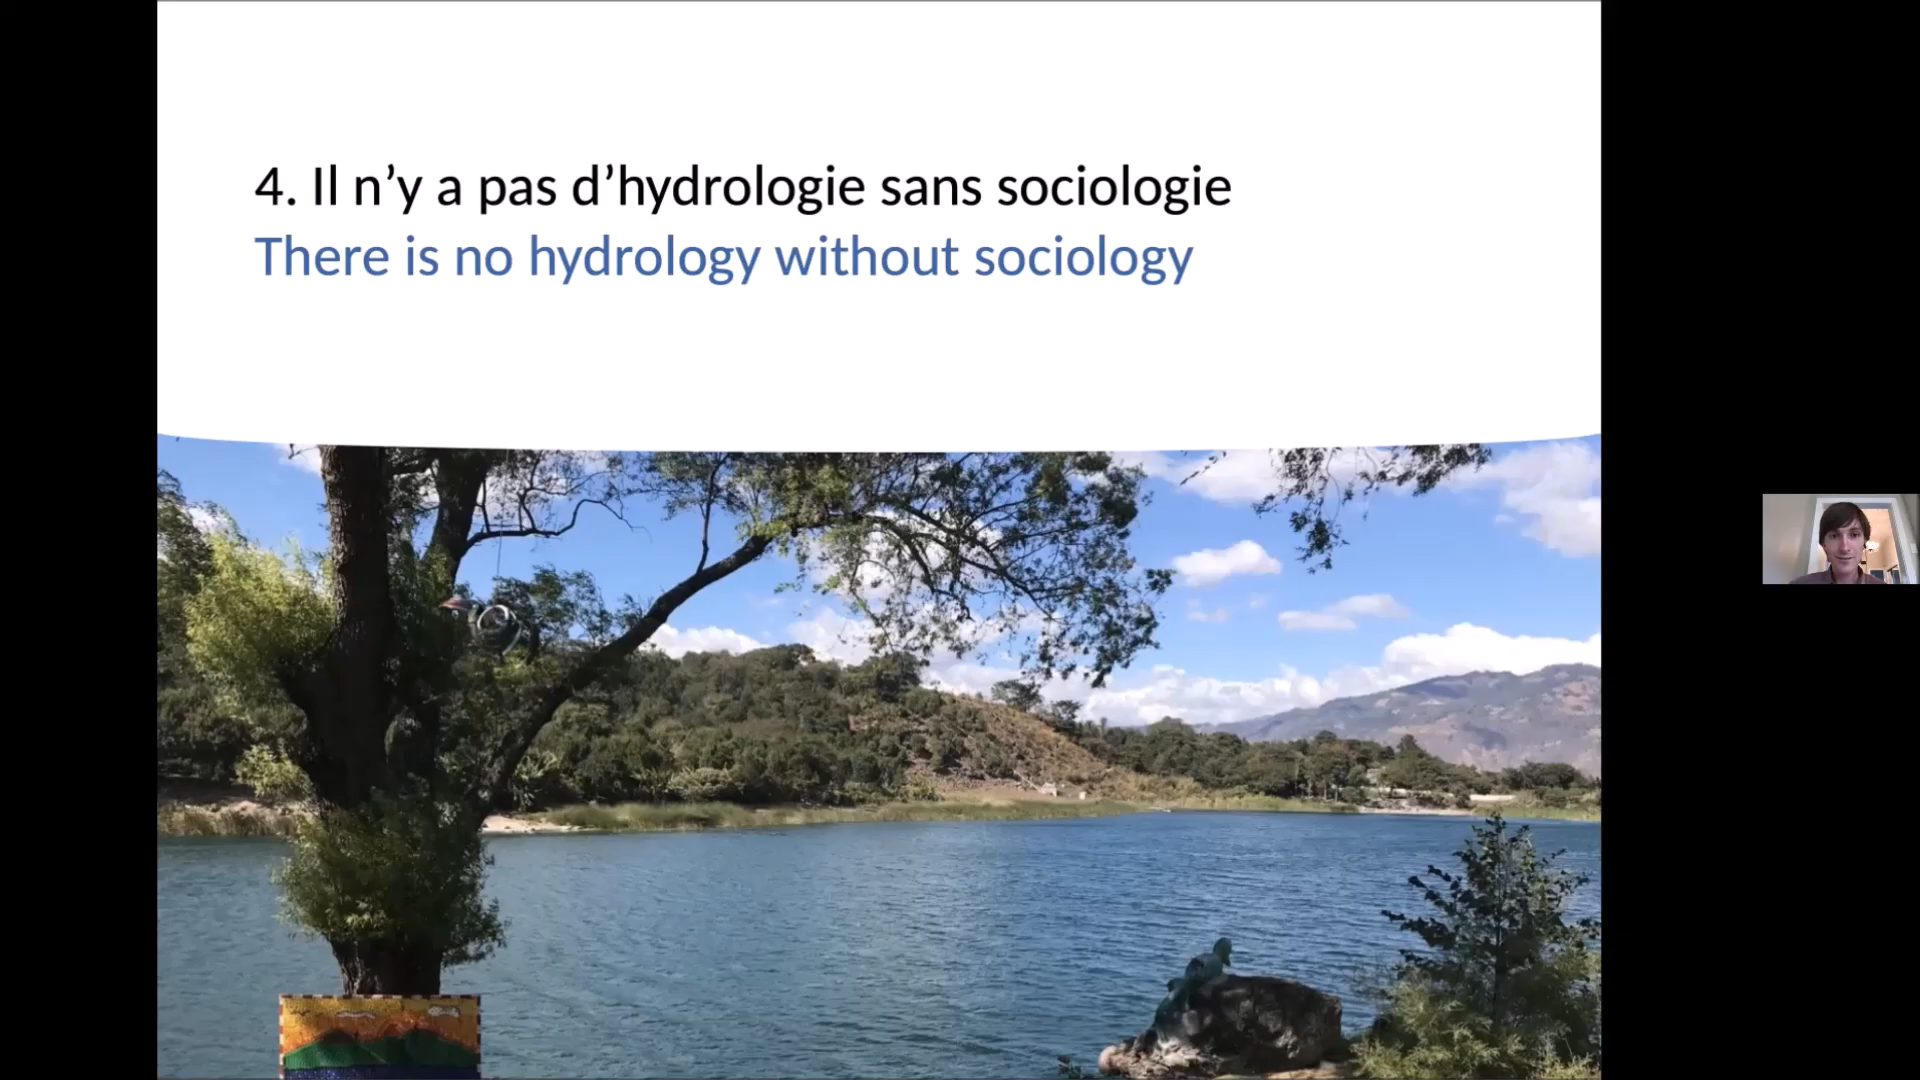 4. Il n’y a pas d’hydrologie sans sociologie
There is no hydrology without sociology